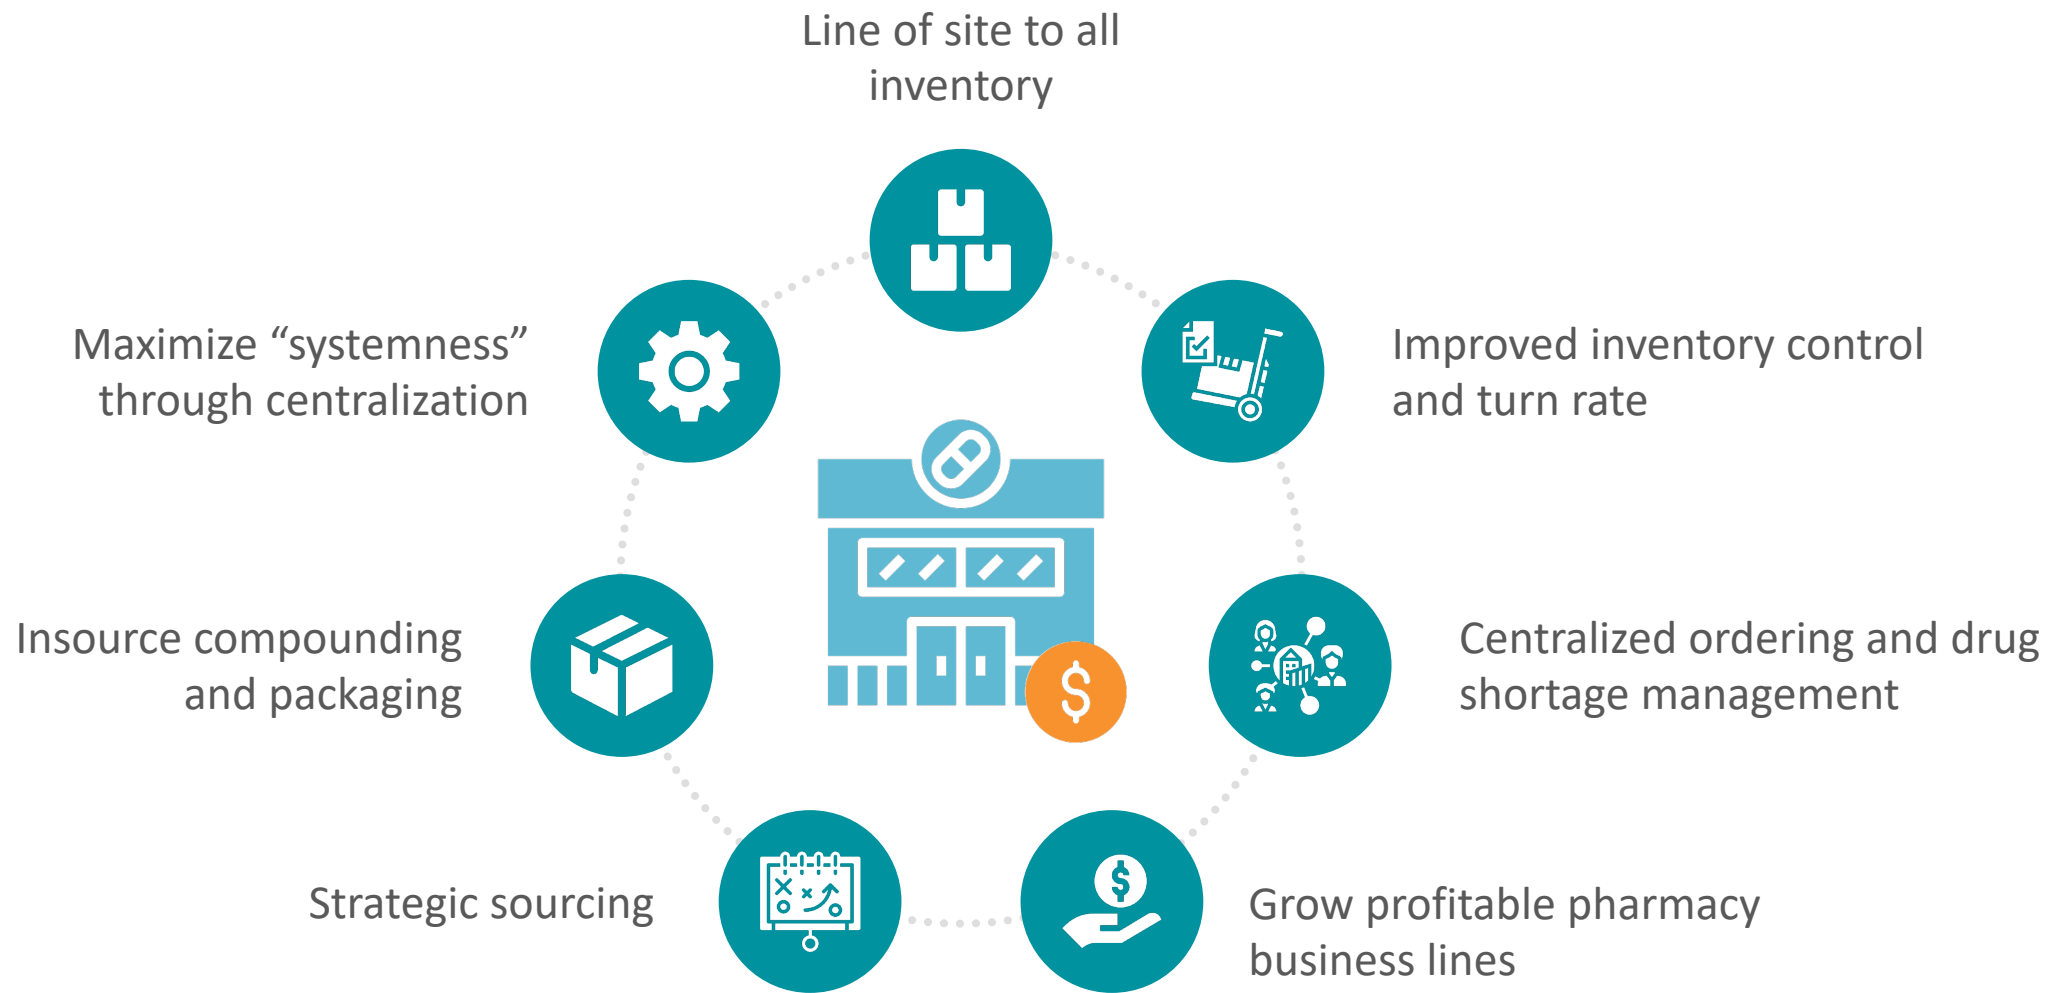 Line of site to all
inventory
Improved inventory control
and turn rate
Centralized ordering and drug
shortage management
Grow profitable pharmacy
business lines
Strategic sourcing
Insource compounding
and packaging
Maximize “systemness”
through centralization
$
$